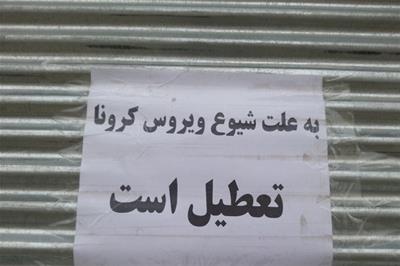 به علت شیوع ویروس کرونا
تعطیل است